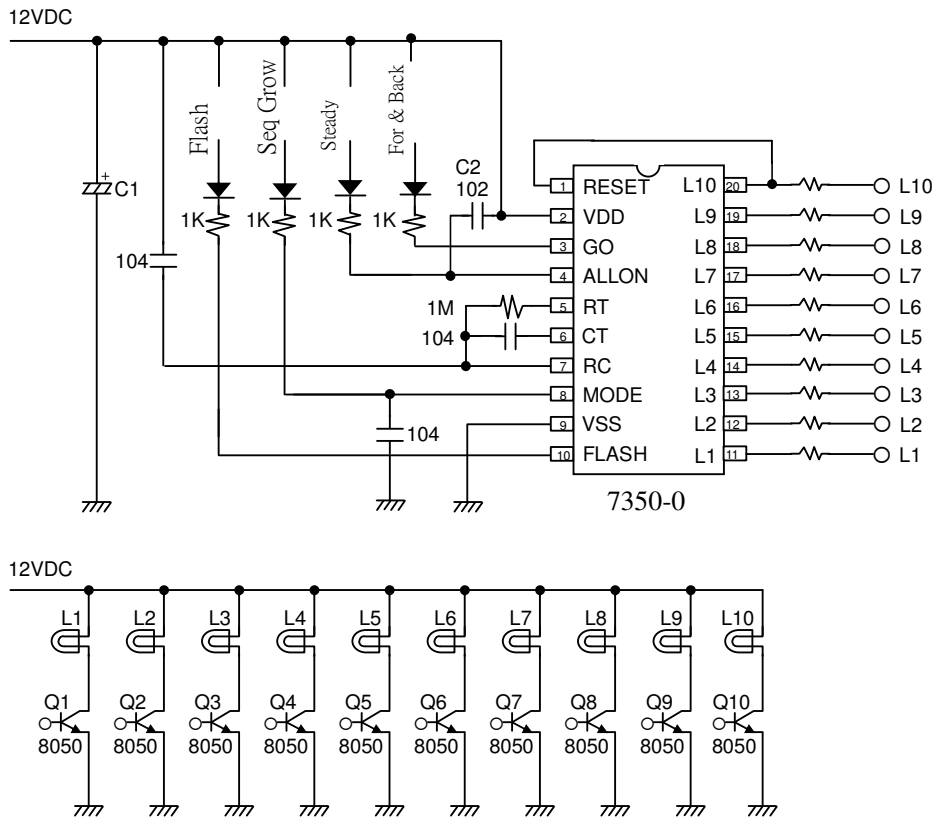 12VDC
Flash
Seq Grow
Steady
For & Back
+
C1
C2
102
1K
1K
1K
1K
104
1M
104
104
1 RESET L10 20 L10
2 VDD L9 19 L9
3 GO L8 18 L8
4 ALLON L7 17 L7
5 RT L6 16 L6
6 CT L5 15 L5
7 RC L4 14 L4
8 MODE L3 13 L3
9 VSS L2 12 L2
10 FLASH L1 11 L1
7350-0
12VDC
L1 L2 L3 L4 L5 L6 L7 L8 L9 L10
Q1 Q2 Q3 Q4 Q5 Q6 Q7 Q8 Q9 Q10
8050 8050 8050 8050 8050 8050 8050 8050 8050 8050